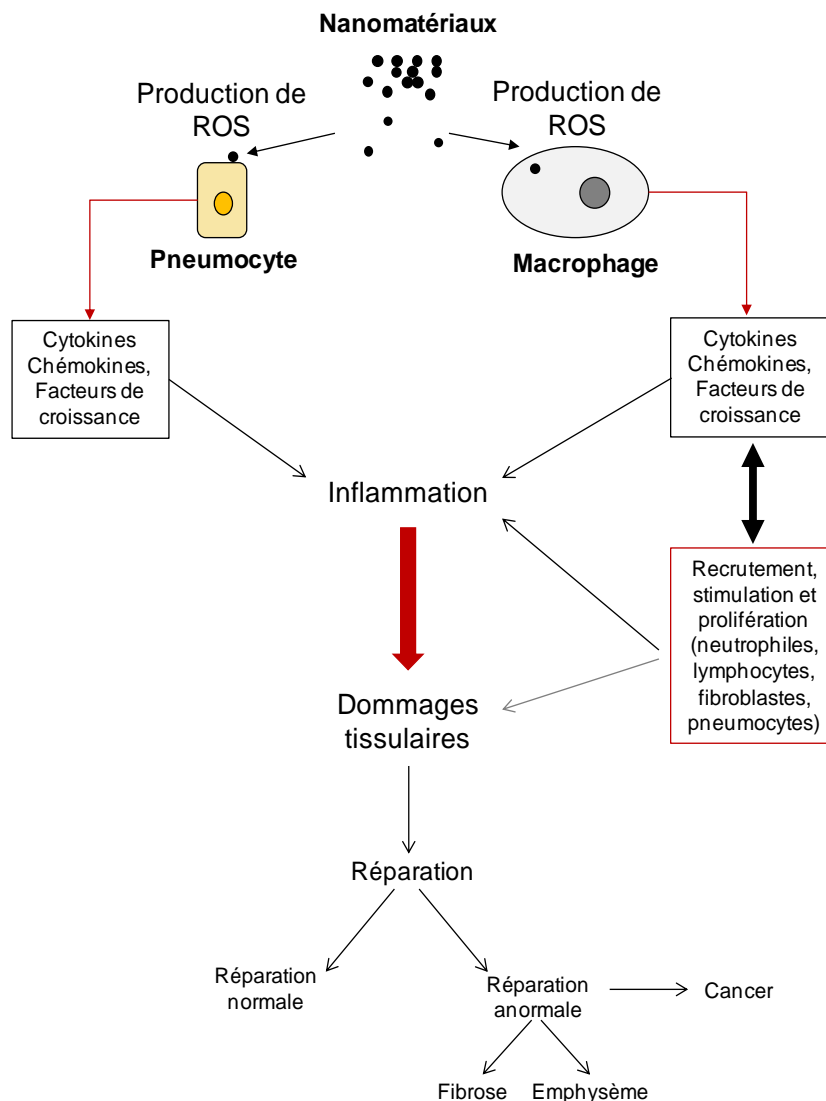 Nanomatériaux
Production de
ROS
Production de
ROS
Pneumocyte
Macrophage
Cytokines
Chémokines,
Facteurs de
croissance
Cytokines
Chémokines,
Facteurs de
croissance
Inflammation
Recrutement,
stimulation et
prolifération
(neutrophiles,
lymphocytes,
fibroblastes,
pneumocytes)
Dommages
tissulaires
Réparation
Réparation
normale
Réparation
anormale
Cancer
Fibrose
Emphysème